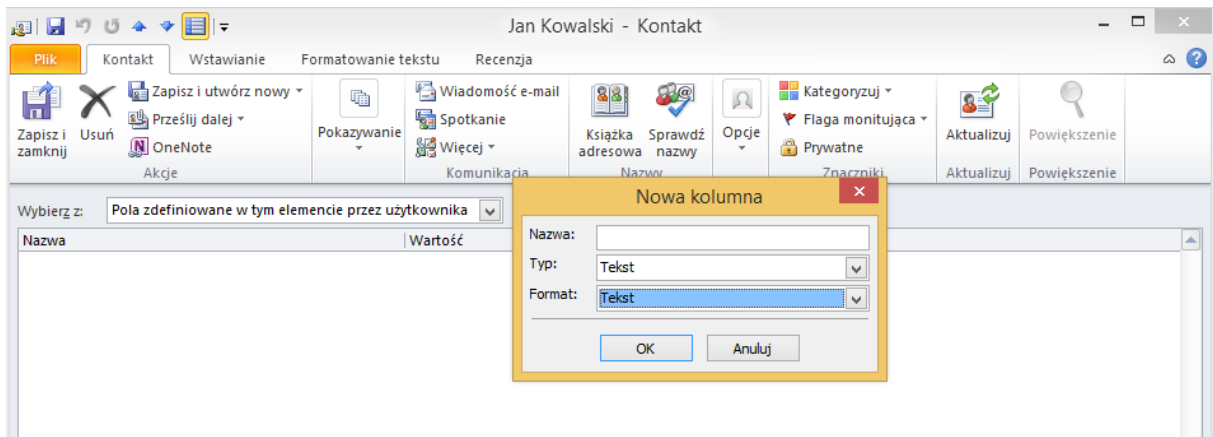 Jan Kowalski - Kontakt
Plik Kontakt Wstawianie Formatowanie tekstu Recenzja
Zapisz i zamknij
Usuń
Zapisz i utwórz nowy
Prześlij dalej
OneNote
Akcje
Pokazywanie
Wiadomość e-mail
Spotkanie
Więcej
Komunikacja
Książka adresowa
Sprawdź nazwy
Nazwy
Opcje
Kategoryzuj
Flaga monitująca
Prywatne
Znaczniki
Aktualizuj
Aktualizuj
Powiększenie
Powiększenie
Wybierz z: Pola zdefiniowane w tym elemencie przez użytkownika
Nazwa Wartość
Nowa kolumna
Nazwa:
Typ: Tekst
Format: Tekst
OK Anuluj